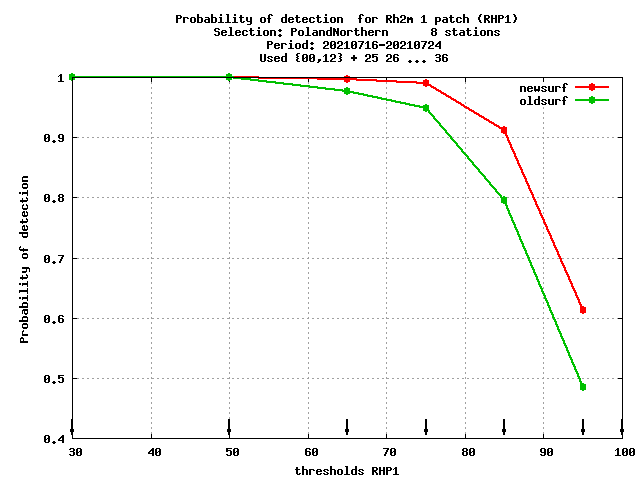 Probability of detection  for Rh2m 1 patch (RHP1)
Selection: PolandNorthern      8 stations
Period: 20210716-20210724
Used {00,12} + 25 26 ... 36
newsurf
oldsurf
1
0.9
0.8
0.7
0.6
0.5
0.4
Probability of detection
30 40 50 60 70 80 90 100
thresholds RHP1